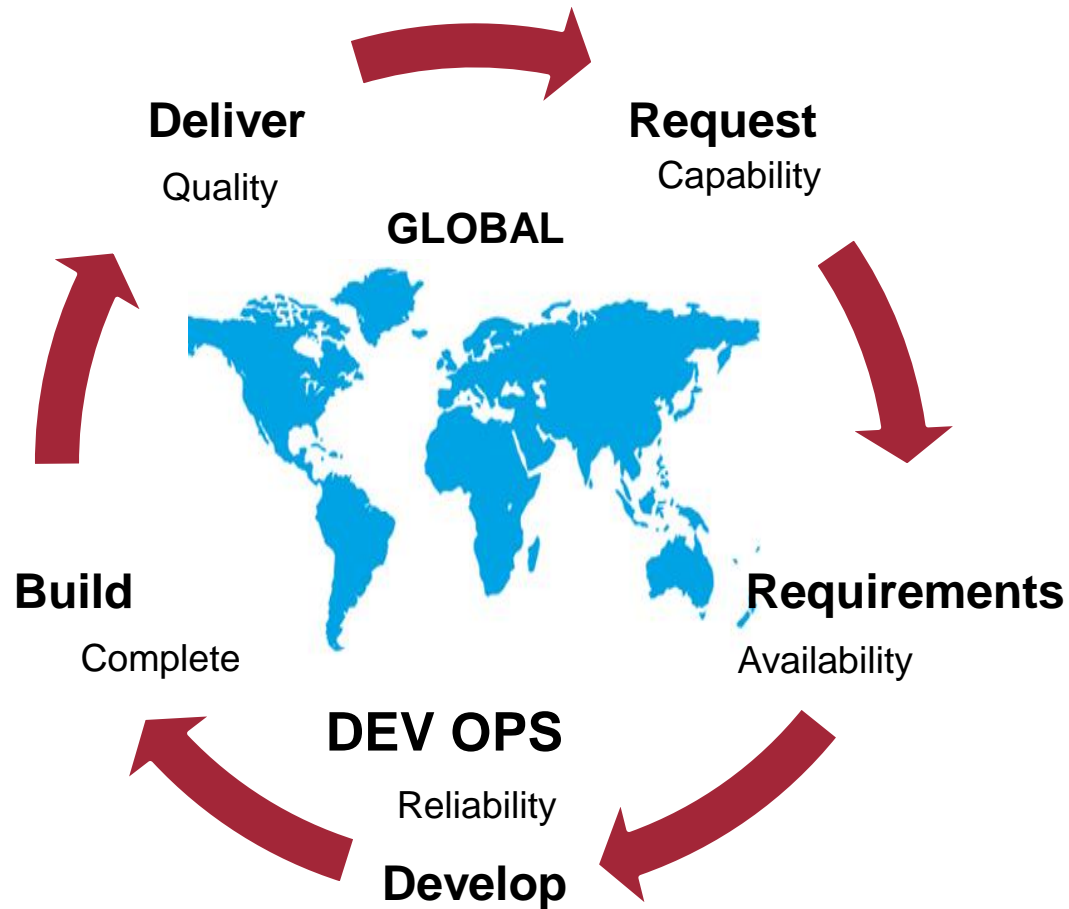 Deliver
Quality
Request
Capability
GLOBAL
Build
Complete
Requirements
Availability
DEV OPS
Reliability
Develop